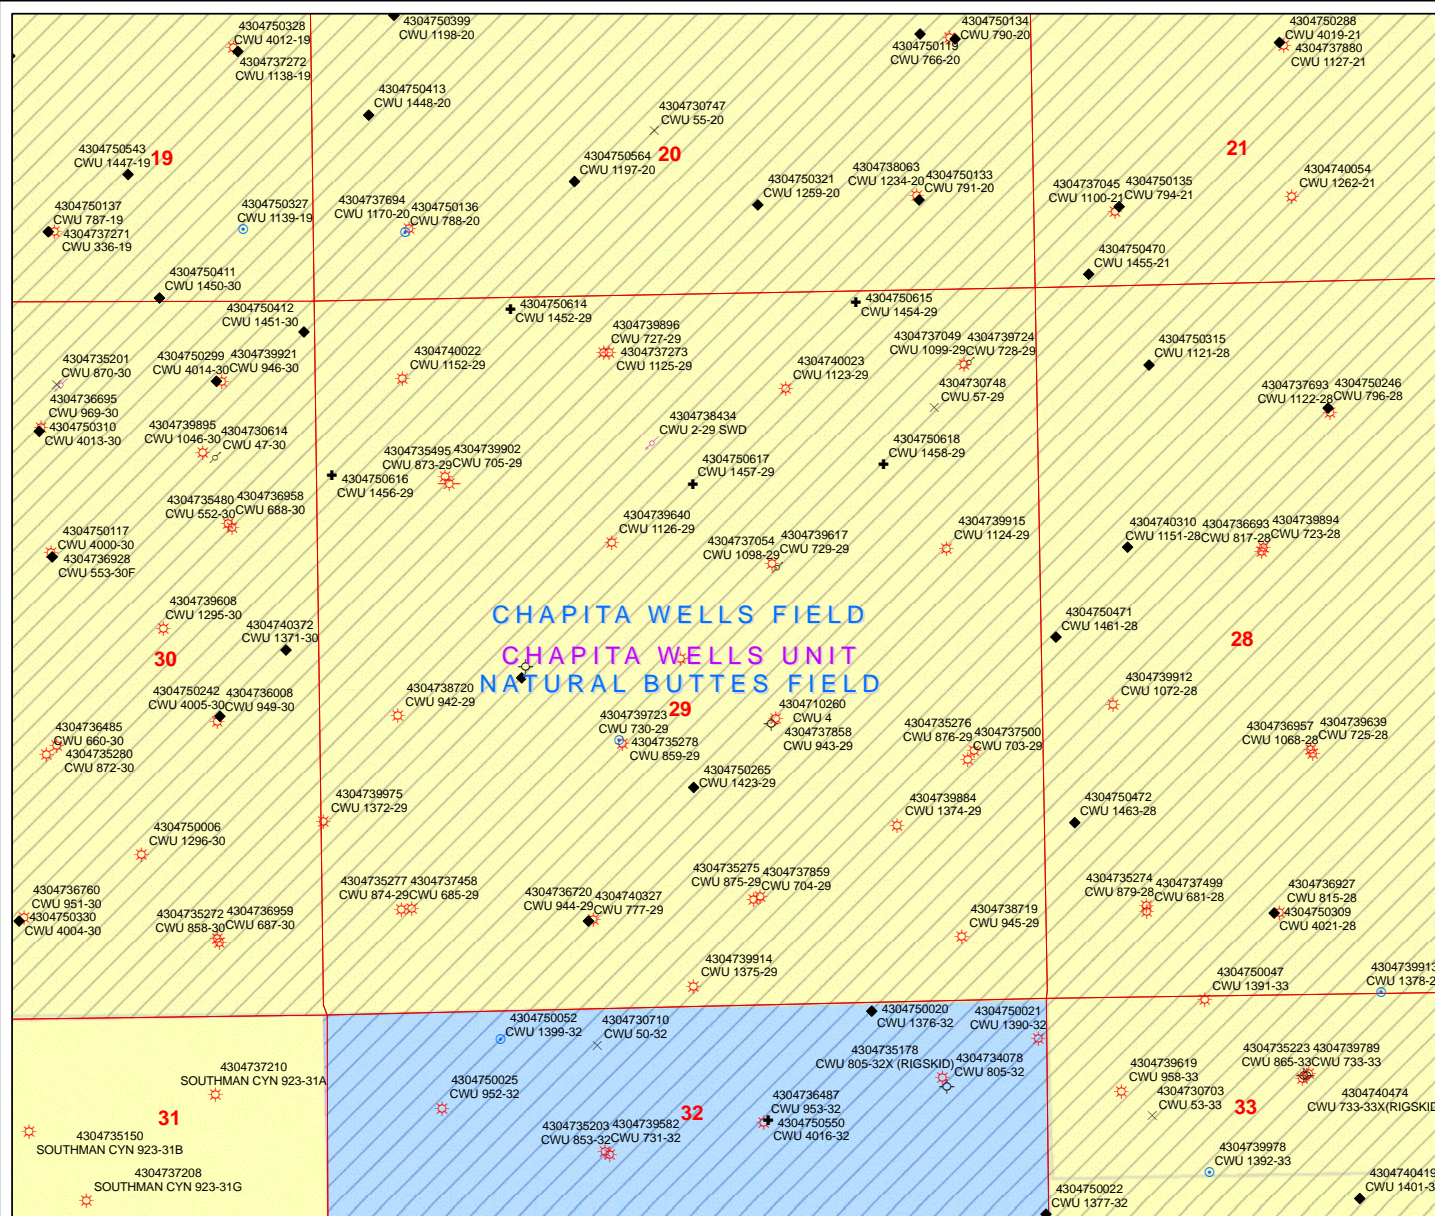 4304750328
CWU 4012-19
4304737272
CWU 1138-19
4304750399
CWU 1198-20
4304750119
CWU 766-20
4304750134
CWU 790-20
4304750288
CWU 4019-21
4304737880
CWU 1127-21
4304750413
CWU 1448-20
4304730747
CWU 55-20
4304750543
CWU 1447-19
19
4304750564
CWU 1197-20
20
21
4304750137
CWU 787-19
4304737271
CWU 336-19
4304750327
CWU 1139-19
4304737694
CWU 1170-20
4304750136
CWU 788-20
4304750321
CWU 1259-20
4304738063
CWU 1234-20
4304750133
CWU 791-20
4304737045
CWU 1100-21
4304750135
CWU 794-21
4304740054
CWU 1262-21
4304750470
CWU 1455-21
4304750411
CWU 1450-30
4304750412
CWU 1451-30
4304750614
CWU 1452-29
4304750615
CWU 1454-29
4304739896
CWU 727-29
4304737273
CWU 1125-29
4304737049
CWU 1099-29
4304739724
CWU 728-29
4304750315
CWU 1121-28
4304735201
CWU 870-30
4304750299
CWU 4014-30
4304739921
CWU 946-30
4304740022
CWU 1152-29
4304740023
CWU 1123-29
4304730748
CWU 57-29
4304737693
CWU 1122-28
4304750246
CWU 796-28
4304736695
CWU 969-30
4304750310
CWU 4013-30
4304739895
CWU 1046-30
4304730614
CWU 47-30
4304738434
CWU 2-29 SWD
4304735495
CWU 873-29
4304739902
CWU 705-29
4304750617
CWU 1457-29
4304750618
CWU 1458-29
4304750616
CWU 1456-29
4304735480
CWU 552-30
4304736958
CWU 688-30
4304750117
CWU 4000-30
4304736928
CWU 553-30F
4304739640
CWU 1126-29
4304737054
CWU 1098-29
4304739617
CWU 729-29
4304739915
CWU 1124-29
4304740310
CWU 1151-28
4304736693
CWU 817-28
4304739894
CWU 723-28
4304739608
CWU 1295-30
4304740372
CWU 1371-30
CHAPITA WELLS FIELD
CHAPITA WELLS UNIT
NATURAL BUTTES FIELD
4304750471
CWU 1461-28
28
30
29
4304750242
CWU 4005-30
4304736008
CWU 949-30
4304738720
CWU 942-29
4304739723
CWU 730-29
4304735278
CWU 859-29
4304710260
CWU 4
4304737858
CWU 943-29
4304735276
CWU 876-29
4304737500
CWU 703-29
4304739912
CWU 1072-28
4304736957
CWU 1068-28
4304739639
CWU 725-28
4304736485
CWU 660-30
4304735280
CWU 872-30
4304750265
CWU 1423-29
4304739975
CWU 1372-29
4304739884
CWU 1374-29
4304750472
CWU 1463-28
4304750006
CWU 1296-30
4304736760
CWU 951-30
4304750330
CWU 4004-30
4304735272
CWU 858-30
4304736959
CWU 687-30
4304735277
CWU 874-29
4304737458
CWU 685-29
4304736720
CWU 944-29
4304740327
CWU 777-29
4304735275
CWU 875-29
4304737859
CWU 704-29
4304738719
CWU 945-29
4304735274
CWU 879-28
4304737499
CWU 681-28
4304736927
CWU 815-28
4304750309
CWU 4021-28
4304739914
CWU 1375-29
4304750047
CWU 1391-33
4304739913
CWU 1378-2
4304750052
CWU 1399-32
4304730710
CWU 50-32
4304750020
CWU 1376-32
4304750021
CWU 1390-32
4304737210
SOUTHMAN CYN 923-31A
4304750025
CWU 952-32
4304735178
CWU 805-32X (RIGSKID)
4304734078
CWU 805-32
4304739619
CWU 958-33
4304730703
CWU 53-33
4304735223
CWU 865-33
4304739789
CWU 733-33
4304740474
CWU 733-33X(RIGSKID
31
32
33
4304735150
SOUTHMAN CYN 923-31B
4304735203
CWU 853-32
4304739582
CWU 731-32
4304736487
CWU 953-32
4304750550
CWU 4016-32
4304739978
CWU 1392-33
4304737208
SOUTHMAN CYN 923-31G
4304750022
CWU 1377-32
4304740419
CWU 1401-3